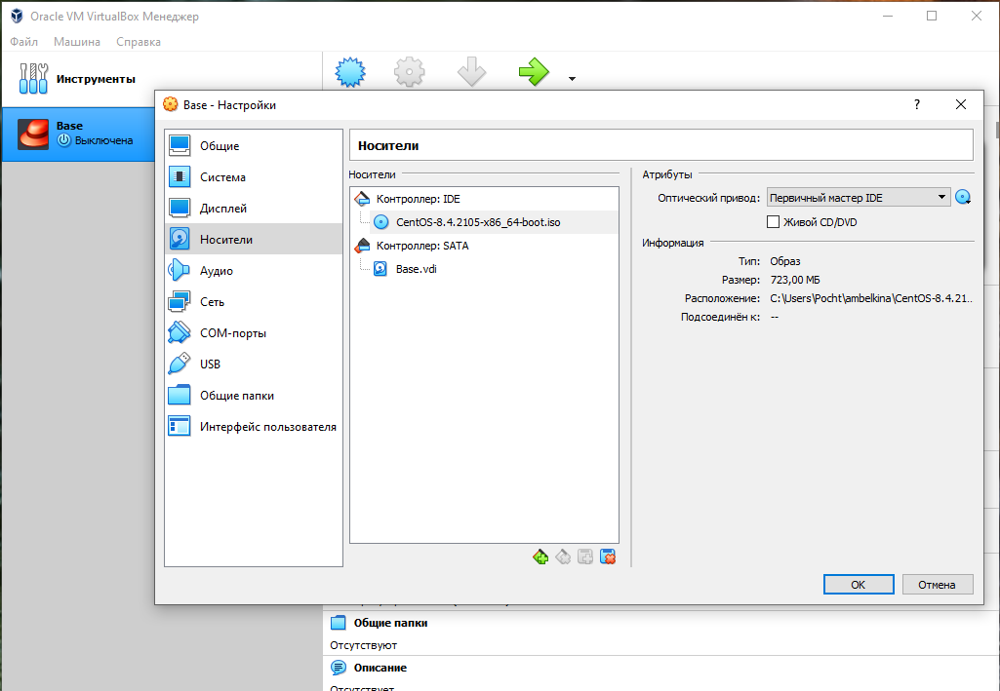 Oracle VM VirtualBox Менеджер
Файл Машина Справка
Инструменты
Base
Выключена
Base - Настройки
?
Общие
Система
Дисплей
Носители
Аудио
Сеть
COM-порты
USB
Общие папки
Интерфейс пользователя
Носители
Носители
Контроллер: IDE
CentOS-8.4.2105-x86_64-boot.iso
Контроллер: SATA
Base.vdi
Атрибуты
Оптический привод: Первичный мастер IDE
Живой CD/DVD
Информация
Тип: Образ
Размер: 723,00 МБ
Расположение: C:\Users\Pocht\ambelkina\CentOS-8.4.21...
Подсоединён к: --
OK Отмена
Общие папки
Отсутствуют
Описание
Отсутствует